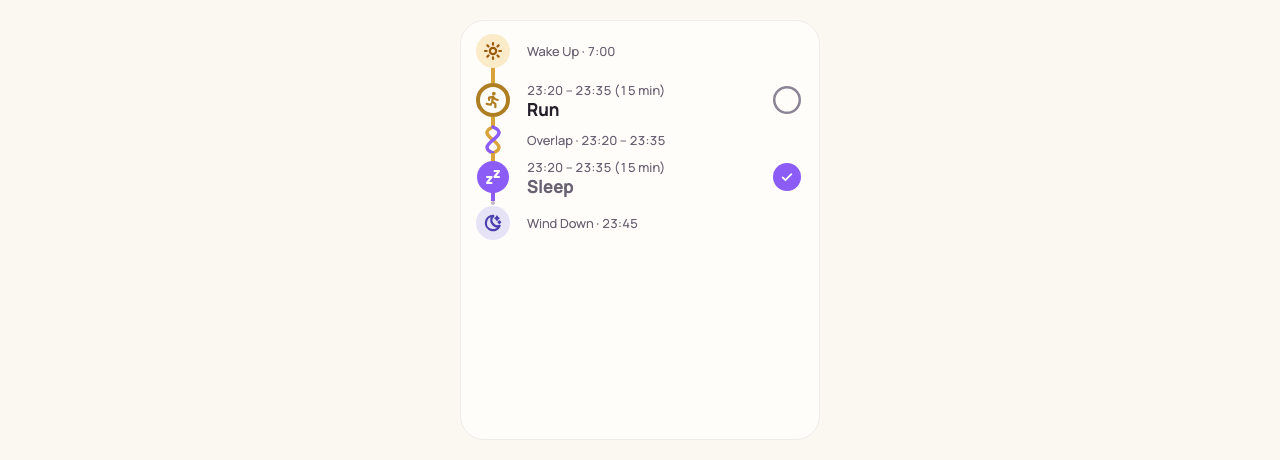 Wake Up · 7:00
23:20 – 23:35 (15 min)
Run
Overlap · 23:20 – 23:35
23:20 – 23:35 (15 min)
Sleep
Wind Down · 23:45